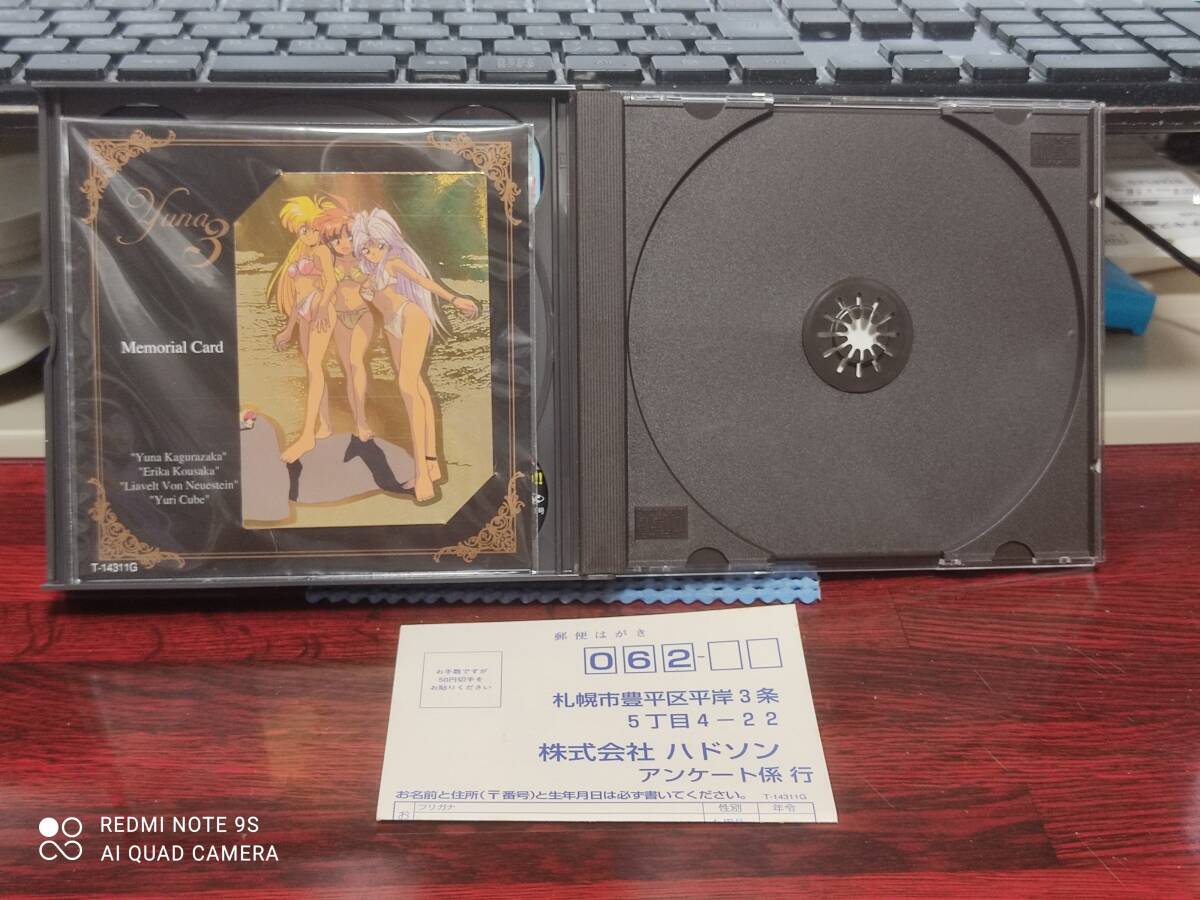 Yuna
3
Memorial Card
"Yuna Kagurazaka"
"Erika Kousaka"
"Liavelt Von Neuestein"
"Yuri Cube"
T-14311G
郵便はがき
お手数ですが
50円切手を
お貼りください
062-
札幌市豊平区平岸3条
5丁目4-22
株式会社 ハドソン
アンケート係 行
お名前と住所(〒番号)と生年月日は必ず書いてください。 T-14311G
フリガナ 性別 年令
お
REDMI NOTE 9S
AI QUAD CAMERA